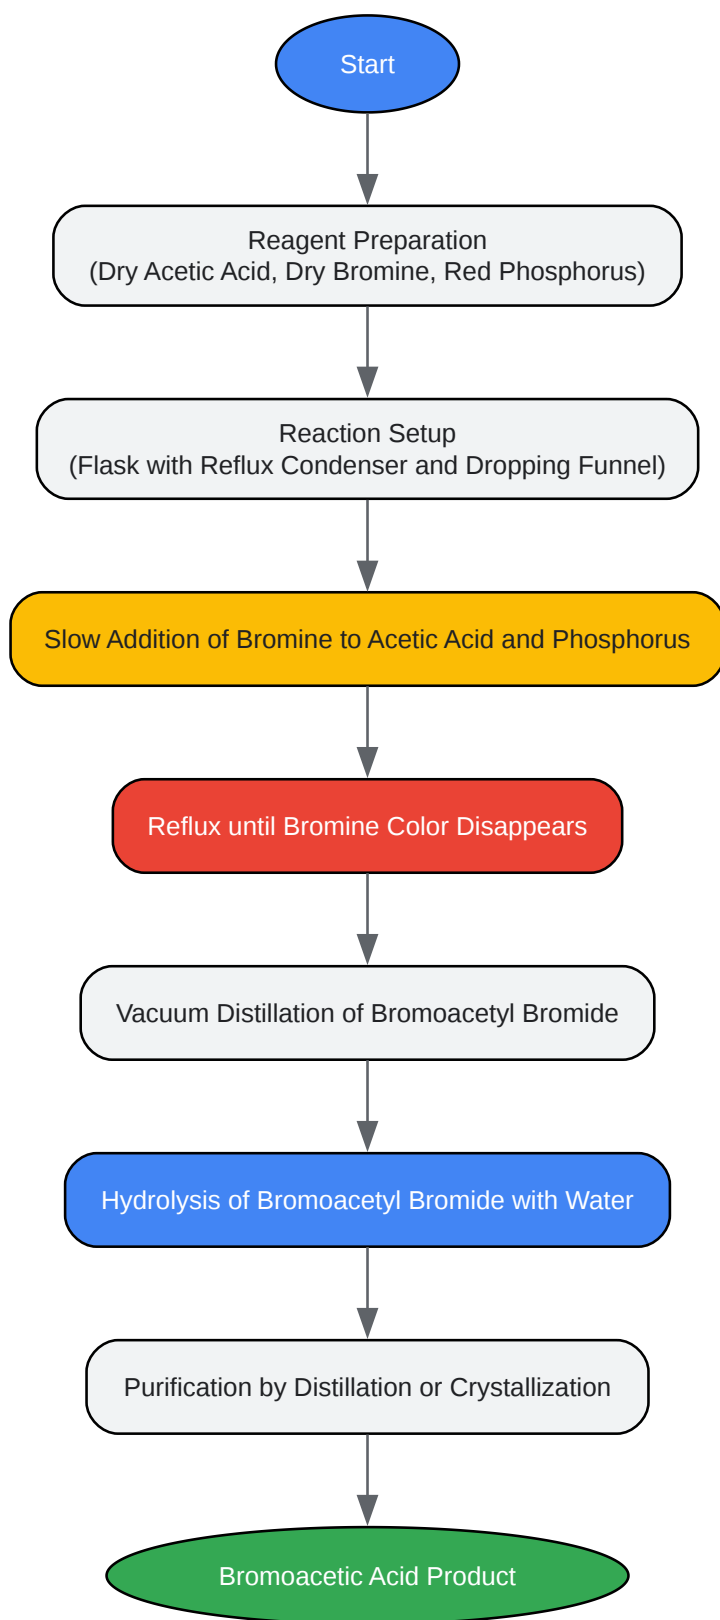 Start
Reagent Preparation
(Dry Acetic Acid, Dry Bromine, Red Phosphorus)
Reaction Setup
(Flask with Reflux Condenser and Dropping Funnel)
Slow Addition of Bromine to Acetic Acid and Phosphorus
Reflux until Bromine Color Disappears
Vacuum Distillation of Bromoacetyl Bromide
Hydrolysis of Bromoacetyl Bromide with Water
Purification by Distillation or Crystallization
Bromoacetic Acid Product